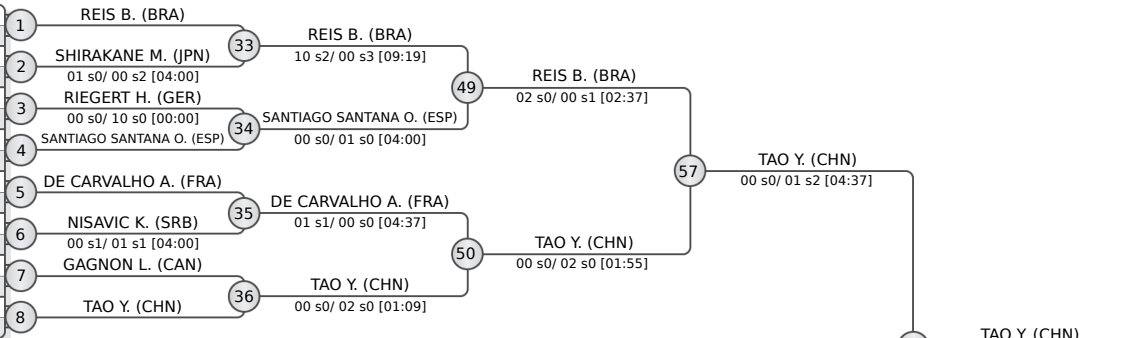 1
REIS B. (BRA)
33
REIS B. (BRA)
10 s2/ 00 s3 [09:19]
2
SHIRAKANE M. (JPN)
01 s0/ 00 s2 [04:00]
49
REIS B. (BRA)
02 s0/ 00 s1 [02:37]
3
RIEGERT H. (GER)
00 s0/ 10 s0 [00:00]
34
SANTIAGO SANTANA O. (ESP)
00 s0/ 01 s0 [04:00]
4
SANTIAGO SANTANA O. (ESP)
57
TAO Y. (CHN)
00 s0/ 01 s2 [04:37]
5
DE CARVALHO A. (FRA)
35
DE CARVALHO A. (FRA)
01 s1/ 00 s0 [04:37]
6
NISAVIC K. (SRB)
00 s1/ 01 s1 [04:00]
50
TAO Y. (CHN)
00 s0/ 02 s0 [01:55]
7
GAGNON L. (CAN)
36
TAO Y. (CHN)
00 s0/ 02 s0 [01:09]
8
TAO Y. (CHN)
TAO Y. (CHN)